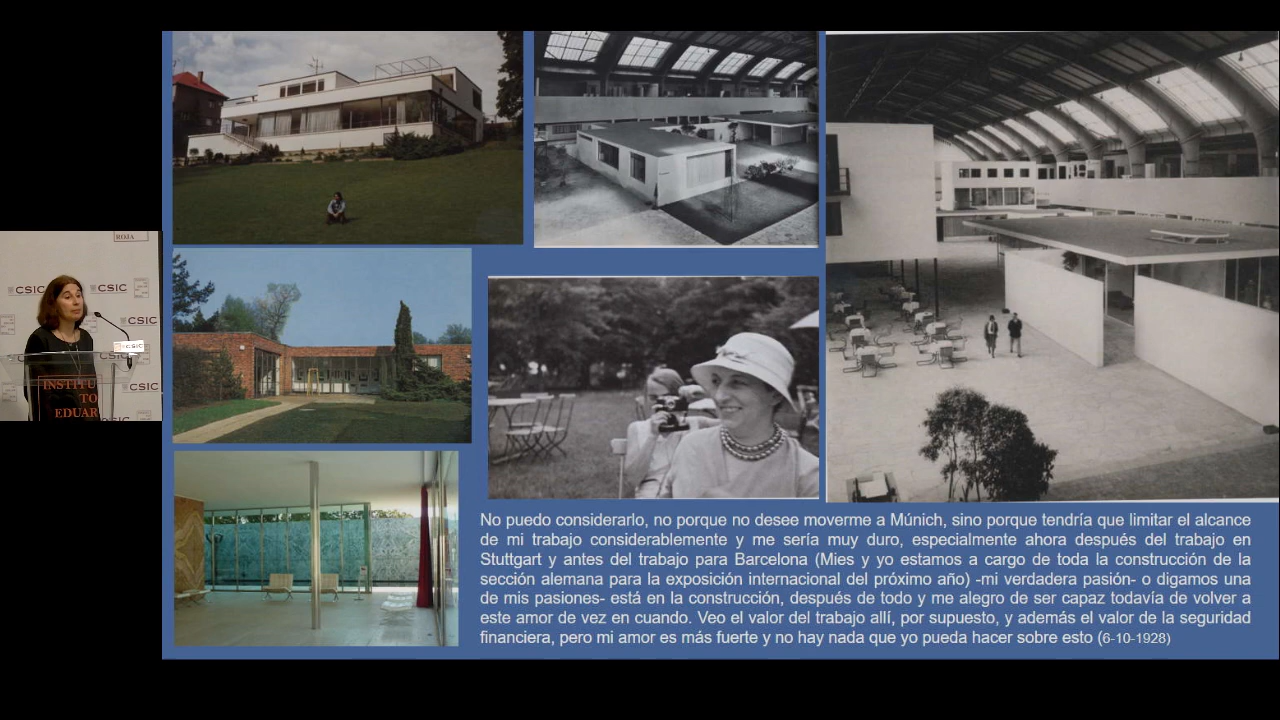 ROJA
CSIC
CSIC
CSIC
CSIC
CSIC
CSIC
INSTITU
TO
EDUAR
No puedo considerarlo, no porque no desee moverme a Múnich, sino porque tendría que limitar el alcance
de mi trabajo considerablemente y me sería muy duro, especialmente ahora después del trabajo en
Stuttgart y antes del trabajo para Barcelona (Mies y yo estamos a cargo de toda la construcción de la
sección alemana para la exposición internacional del próximo año) -mi verdadera pasión- o digamos una
de mis pasiones- está en la construcción, después de todo y me alegro de ser capaz todavía de volver a
este amor de vez en cuando. Veo el valor del trabajo allí, por supuesto, y además el valor de la seguridad
financiera, pero mi amor es más fuerte y no hay nada que yo pueda hacer sobre esto (6-10-1928)